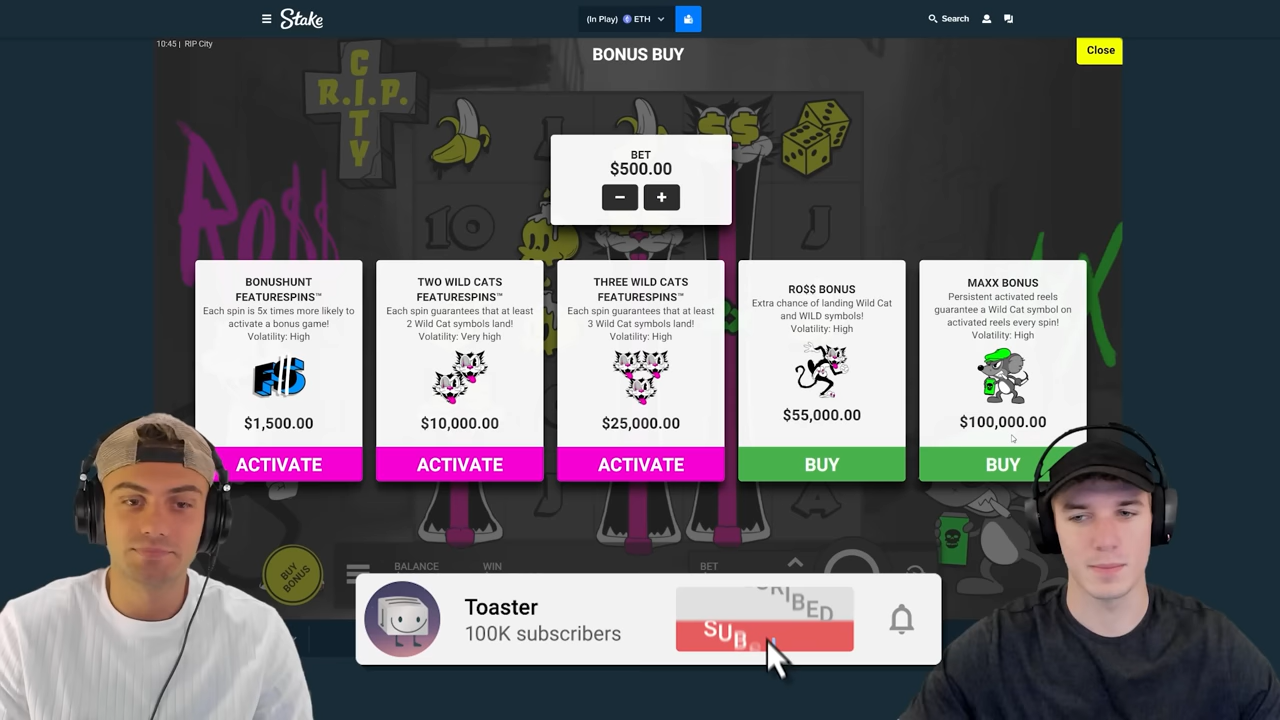 Stake
(In Play) ETH
Search
10:45 | RIP City
BONUS BUY
Close
R.I.P.
CITY
BET
$500.00
− +
Ro$$
10
J
J
BONUSHUNT
FEATURESPINS™
Each spin is 5x times more likely to
activate a bonus game!
Volatility: High
FS
$1,500.00
ACTIVATE
TWO WILD CATS
FEATURESPINS™
Each spin guarantees that at least
2 Wild Cat symbols land!
Volatility: Very high
$10,000.00
ACTIVATE
THREE WILD CATS
FEATURESPINS™
Each spin guarantees that at least
3 Wild Cat symbols land!
Volatility: High
$25,000.00
ACTIVATE
RO$$ BONUS
Extra chance of landing Wild Cat
and WILD symbols!
Volatility: High
$55,000.00
BUY
MAXX BONUS
Persistent activated reels
guarantee a Wild Cat symbol on
activated reels every spin!
Volatility: High
$100,000.00
BUY
A
BUY
BONUS
BALANCE
WIN
BET
Toaster
100K subscribers